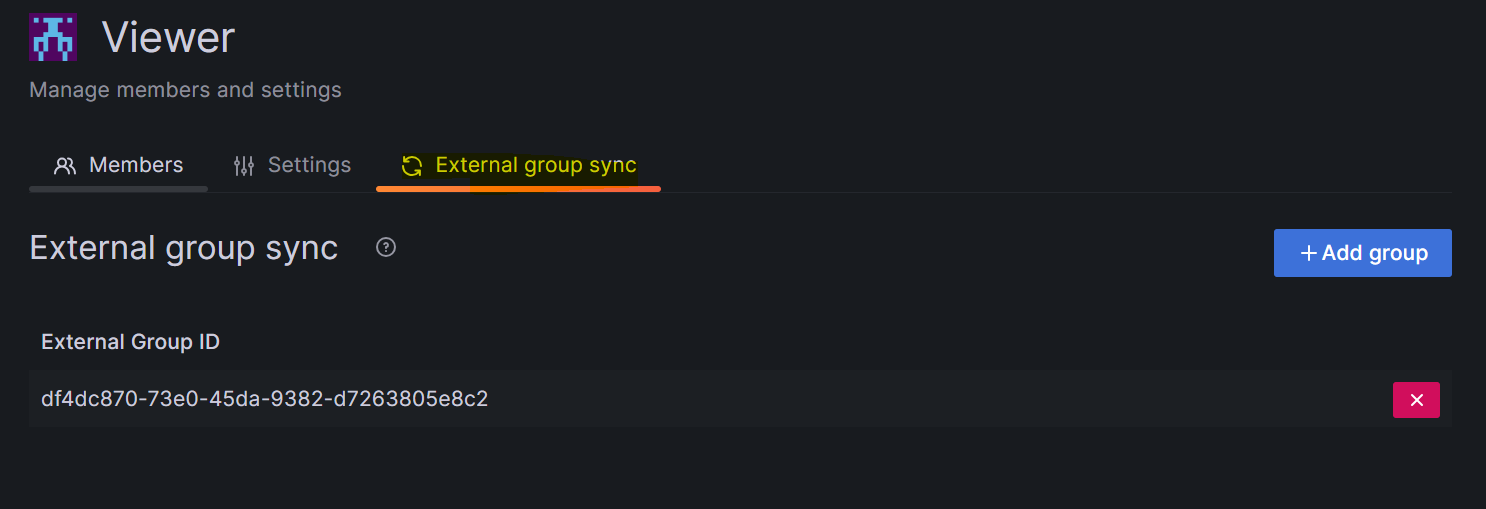 Viewer
Manage members and settings
Members Settings External group sync
External group sync
+ Add group
External Group ID
df4dc870-73e0-45da-9382-d7263805e8c2